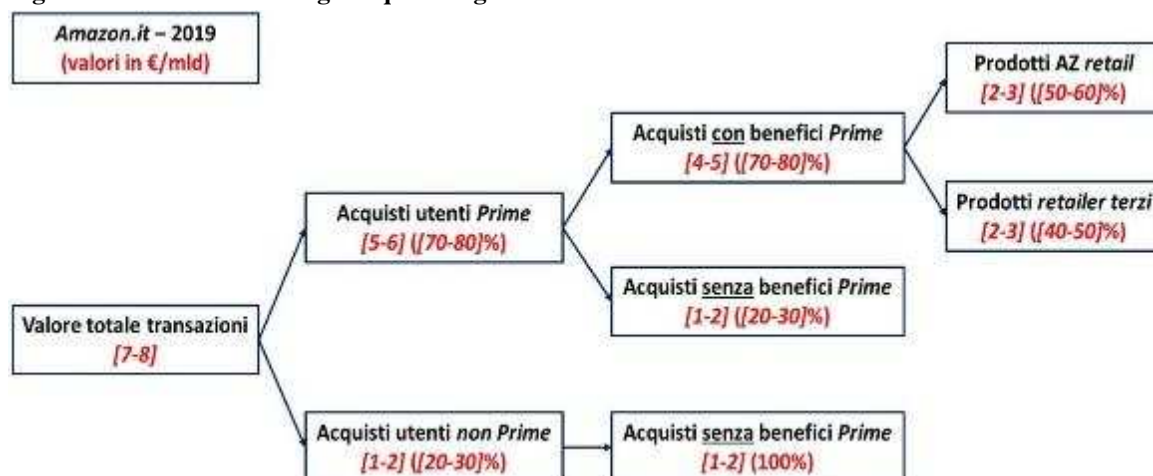 Amazon.it – 2019
(valori in €/mld)
Prodotti AZ retail
[2-3] ([50-60]%)
Acquisti con benefici Prime
[4-5] ([70-80]%)
Prodotti retailer terzi
[2-3] ([40-50]%)
Acquisti utenti Prime
[5-6] ([70-80]%)
Acquisti senza benefici Prime
[1-2] ([20-30]%)
Valore totale transazioni
[7-8]
Acquisti utenti non Prime
[1-2] ([20-30]%)
Acquisti senza benefici Prime
[1-2] (100%)